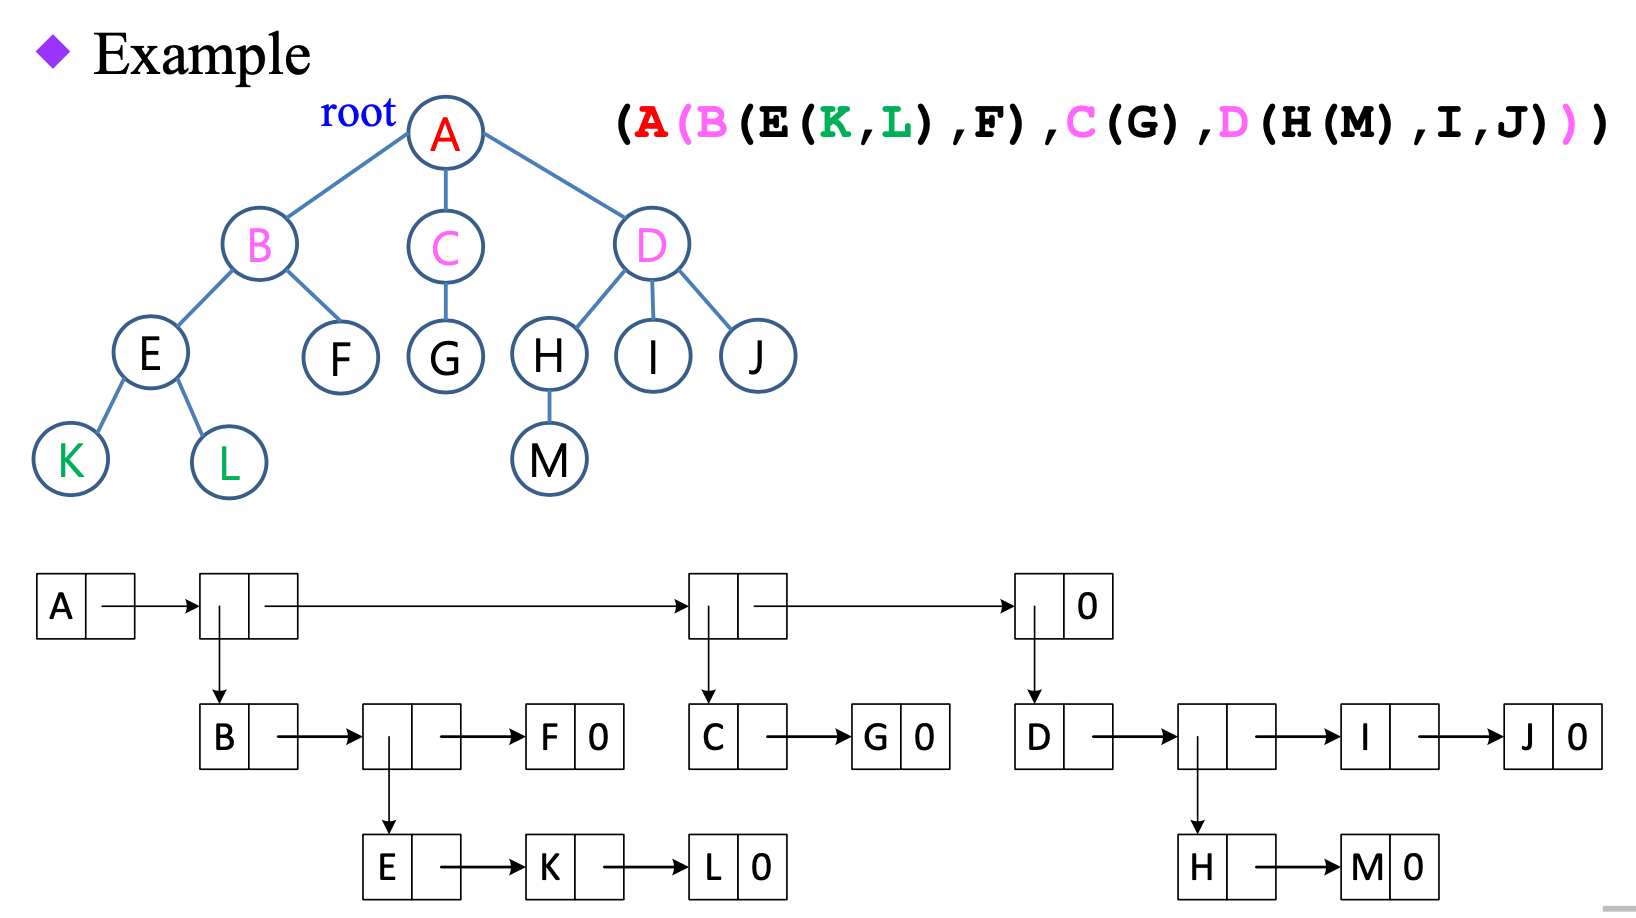 Example
root
(A(B(E(K,L),F),C(G),D(H(M),I,J)))
A
B C D
E F G H I J
K L M
A 0
B F 0 C G 0 D I J 0
E K L 0 H M 0